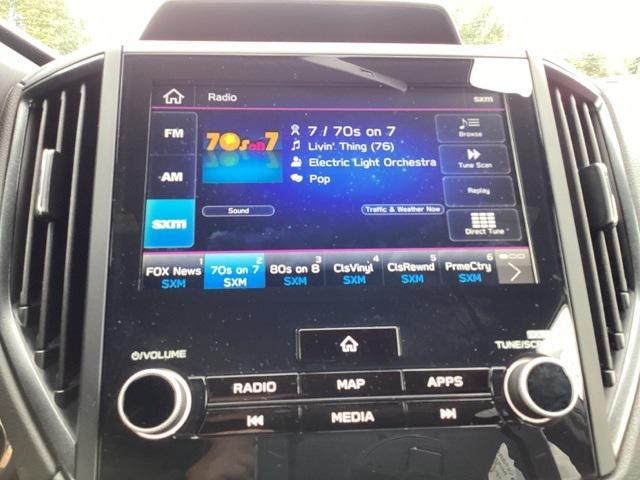 Radio
sxm
FM
70s on 7
7 / 70s on 7
Livin' Thing (76)
Electric Light Orchestra
Pop
Browse
AM
Tune Scan
Replay
sxm
Sound
Traffic & Weather Now
Direct Tune
1 2 3 4 5 6
FOX News 70s on 7 80s on 8 ClsVinyl ClsRewnd PrmeCtry
SXM SXM SXM SXM SXM SXM
/VOLUME
RADIO MAP APPS
MEDIA